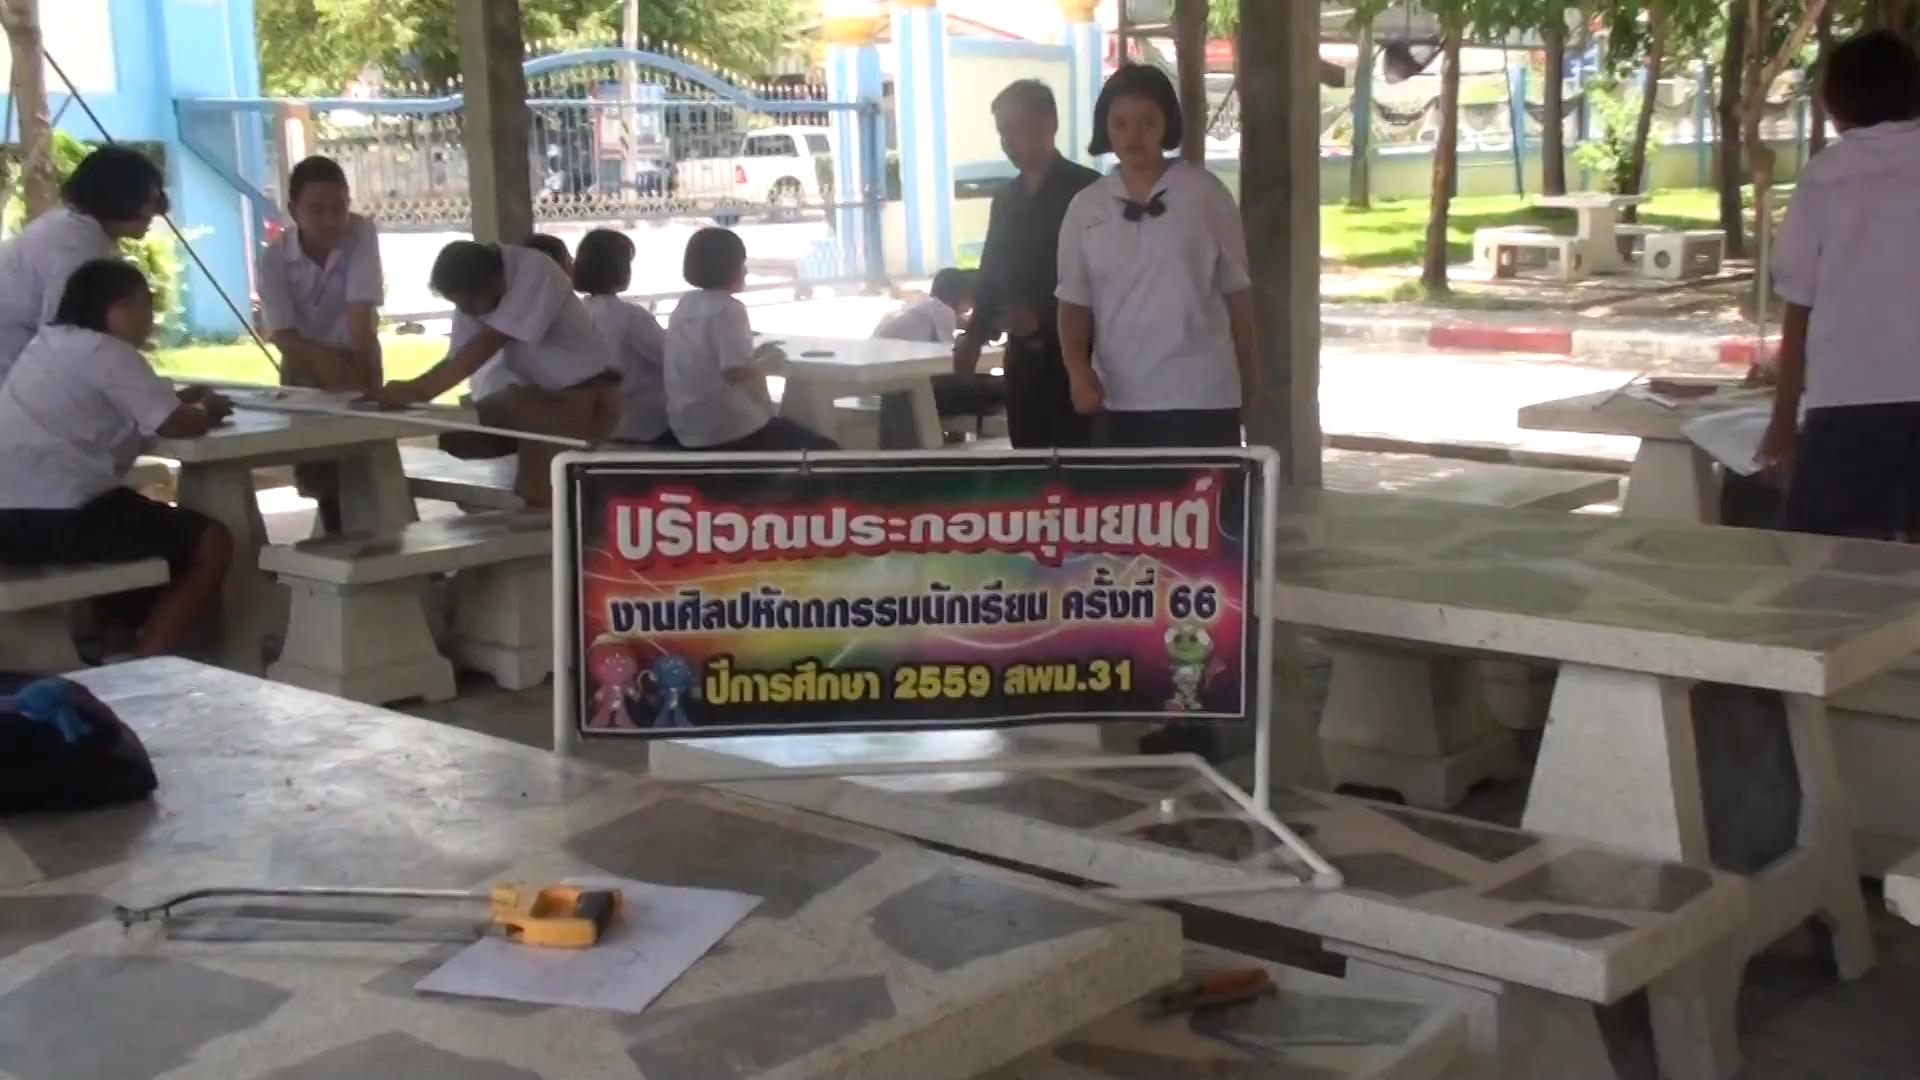 บริเวณประกอบหุ่นยนต์
งานศิลปหัตถกรรมนักเรียน ครั้งที่ 66
ปีการศึกษา 2559 สพม.31